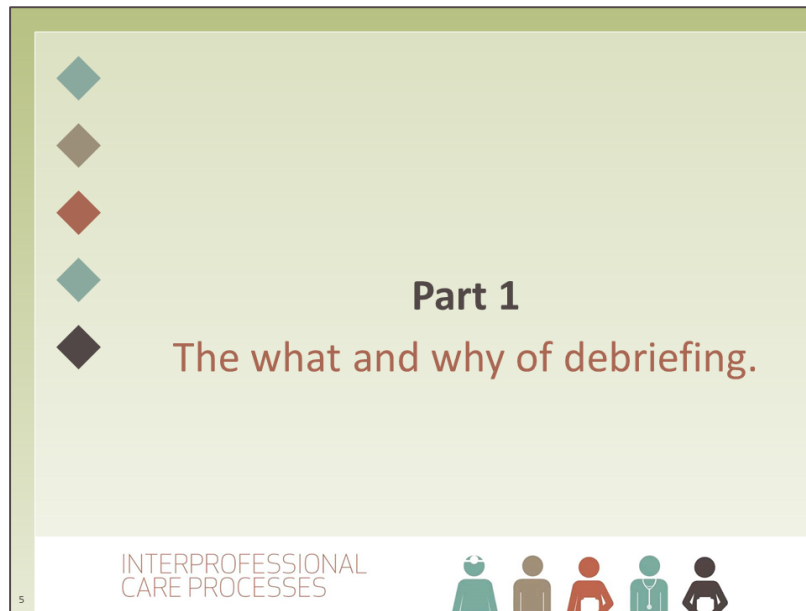 Part 1
The what and why of debriefing.
INTERPROFESSIONAL
CARE PROCESSES
5